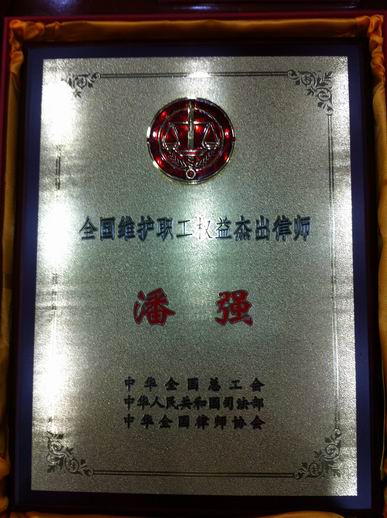 全国维护职工权益杰出律师
潘强
中华全国总工会
中华人民共和国司法部
中华全国律师协会